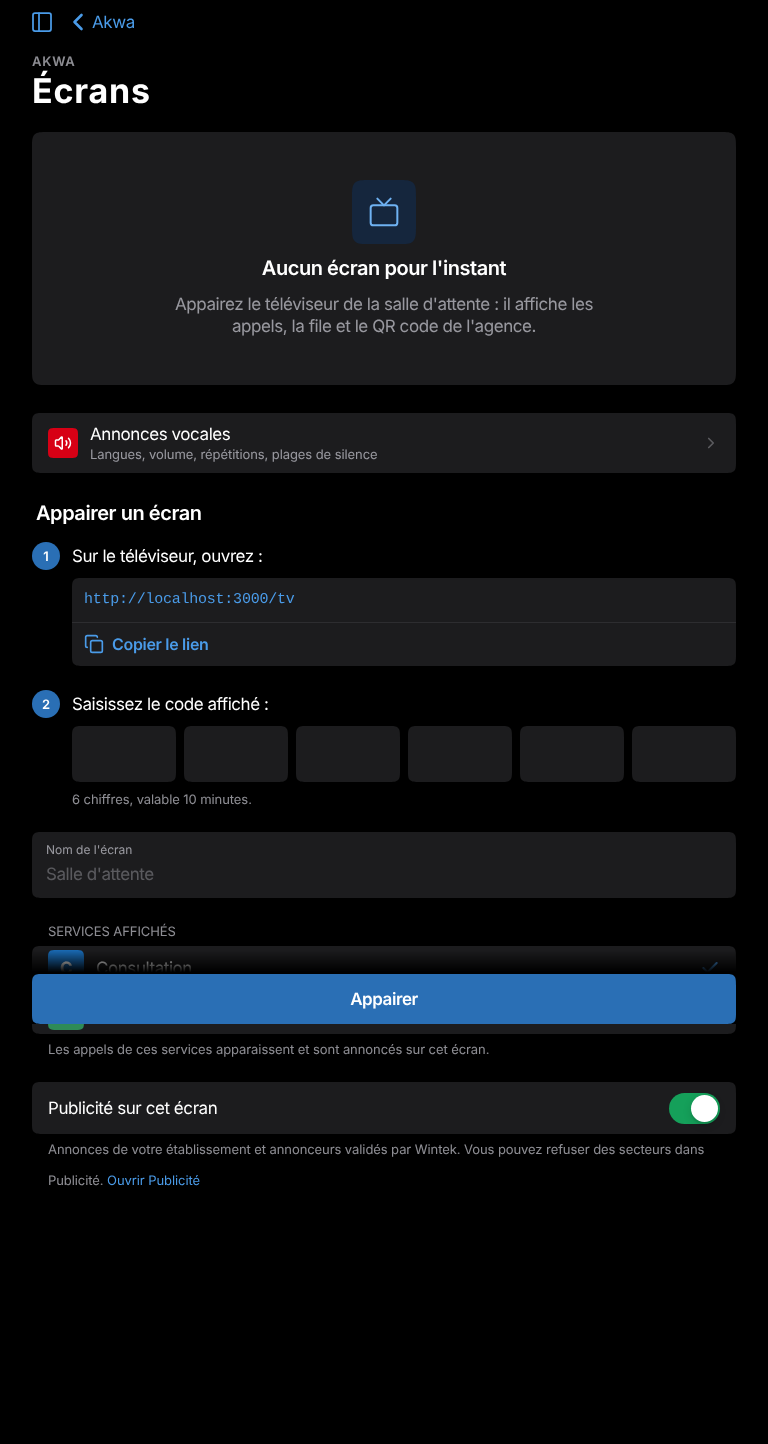 Akwa
AKWA
Écrans
Aucun écran pour l'instant
Appairez le téléviseur de la salle d'attente : il affiche les
appels, la file et le QR code de l'agence.
Annonces vocales
Langues, volume, répétitions, plages de silence
Appairer un écran
1 Sur le téléviseur, ouvrez :
http://localhost:3000/tv
Copier le lien
2 Saisissez le code affiché :
6 chiffres, valable 10 minutes.
Nom de l'écran
Salle d'attente
SERVICES AFFICHÉS
C Consultation
Appairer
Les appels de ces services apparaissent et sont annoncés sur cet écran.
Publicité sur cet écran
Annonces de votre établissement et annonceurs validés par Wintek. Vous pouvez refuser des secteurs dans
Publicité. Ouvrir Publicité